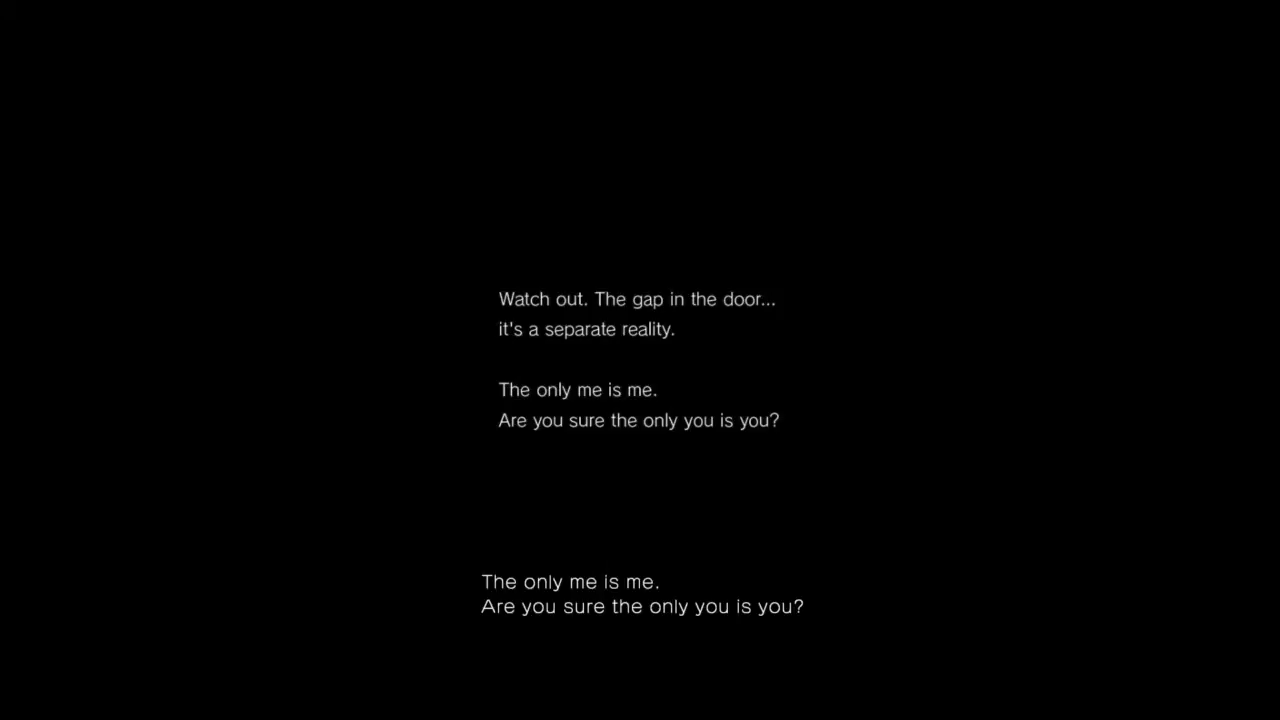 Watch out. The gap in the door...
it's a separate reality.
The only me is me.
Are you sure the only you is you?
The only me is me.
Are you sure the only you is you?